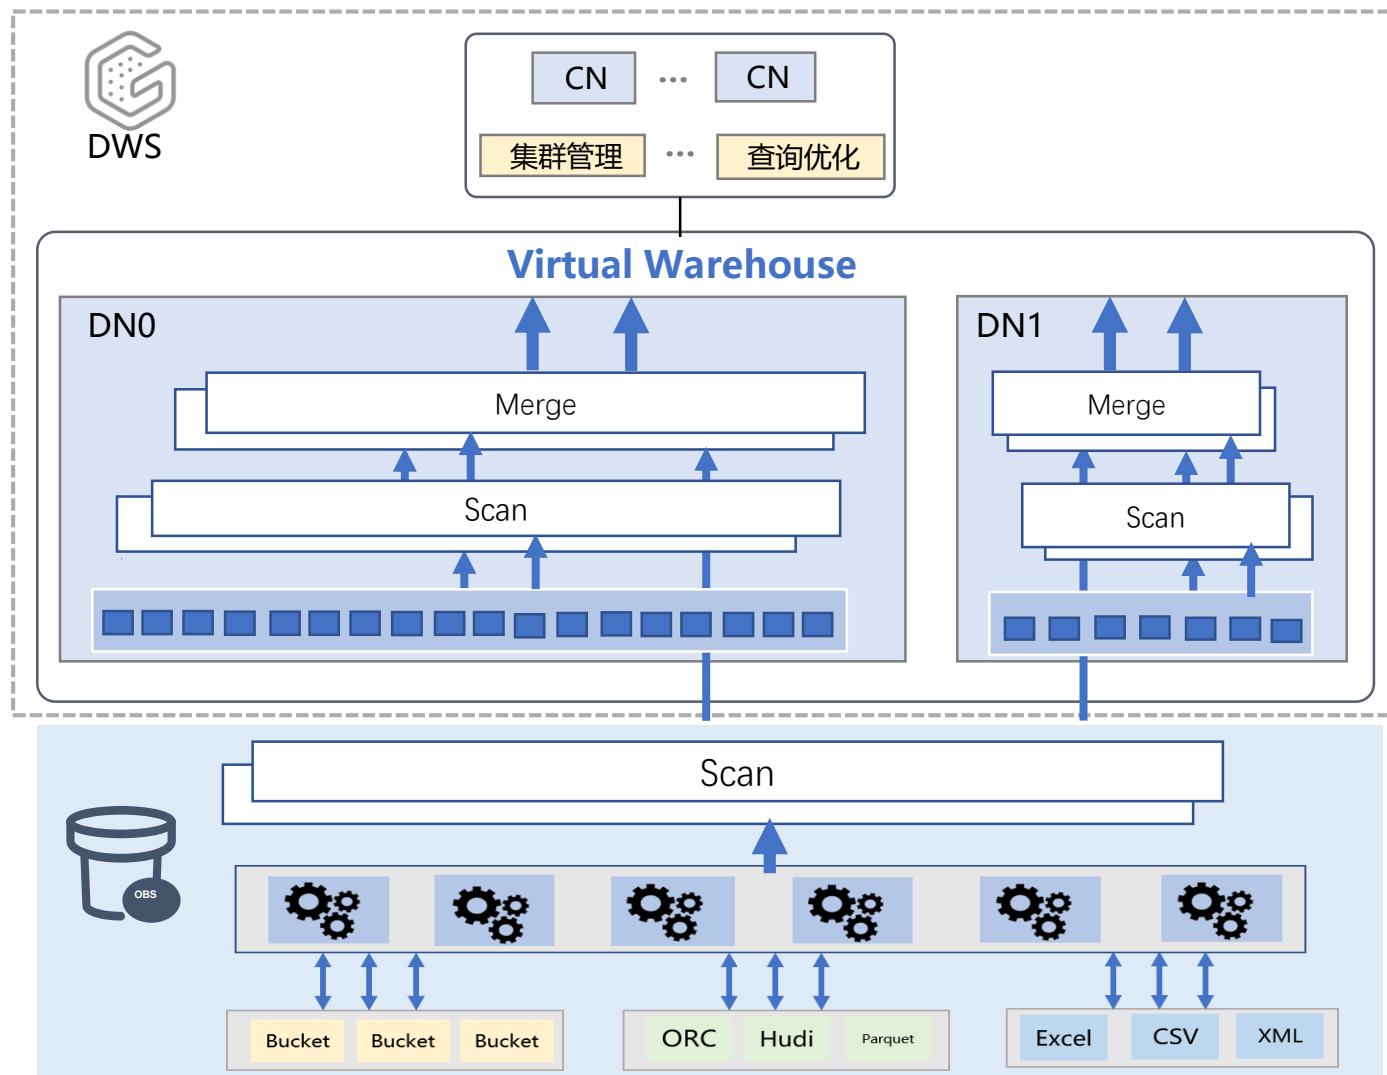 DWS
CN ... CN
集群管理 ... 查询优化
Virtual Warehouse
DN0
DN1
Merge
Merge
Scan
Scan
Scan
OBS
Bucket Bucket Bucket
ORC Hudi Parquet
Excel CSV XML